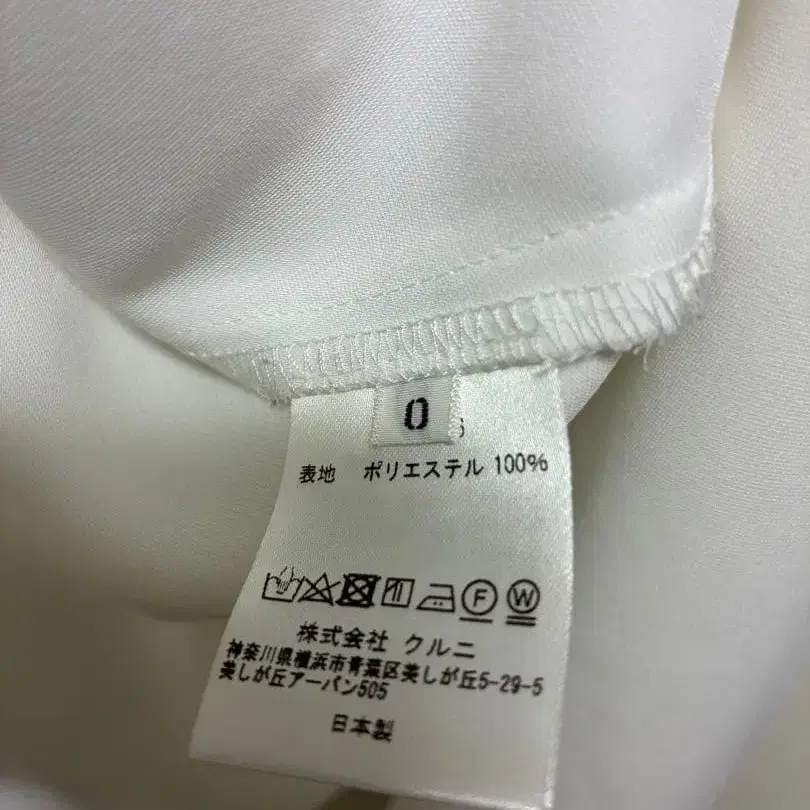 0
表地 ポリエステル 100%
F W
株式会社 クルニ
神奈川県横浜市青葉区美しが丘5-29-5
美しが丘アーバン505
日本製